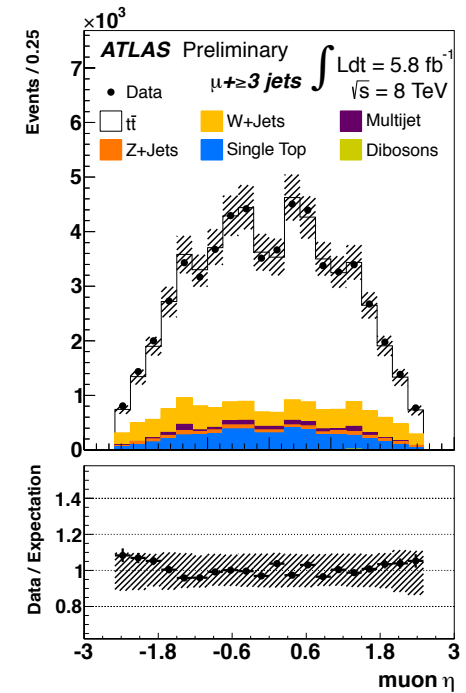 ×10³
ATLAS Preliminary
μ+≥3 jets
∫ Ldt = 5.8 fb⁻¹
√s = 8 TeV
Data
tt̄ W+Jets Multijet
Z+Jets Single Top Dibosons
Events / 0.25
7
6
5
4
3
2
1
0
Data / Expectation
1.4
1.2
1
0.8
-3 -1.8 -0.6 0.6 1.8 3
muon η